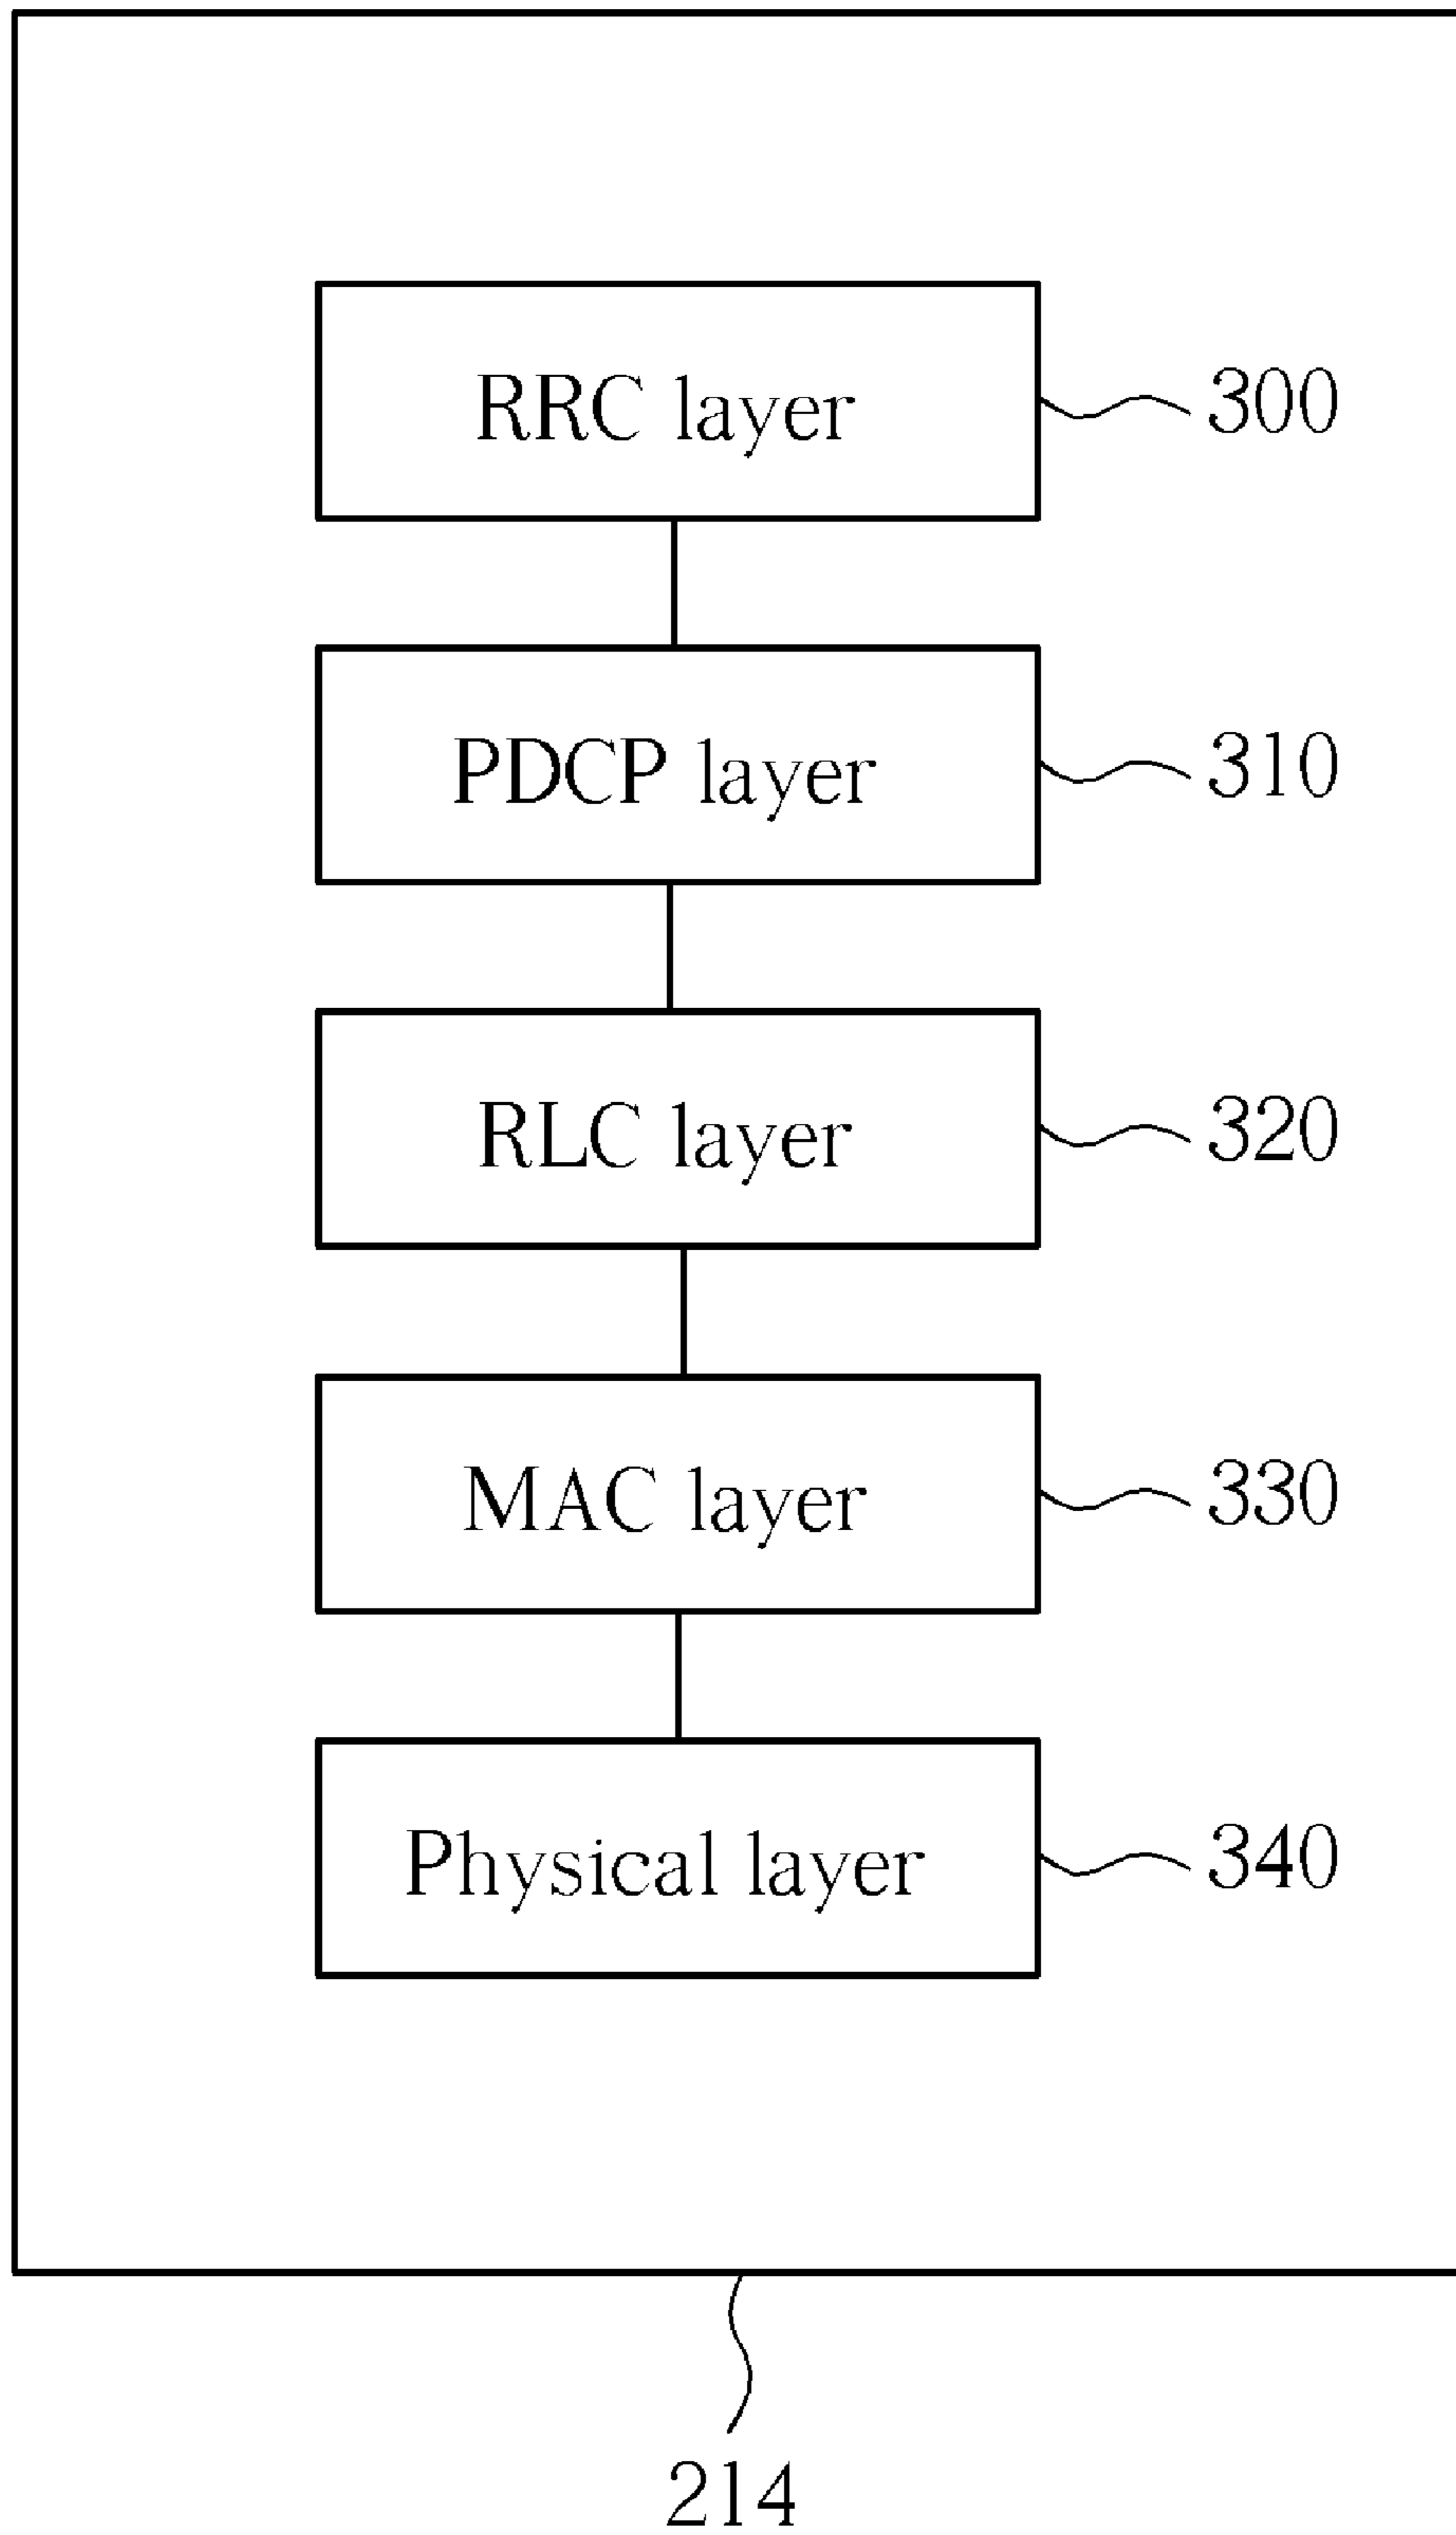 RRC layer 300
PDCP layer 310
RLC layer 320
MAC layer 330
Physical layer 340
214